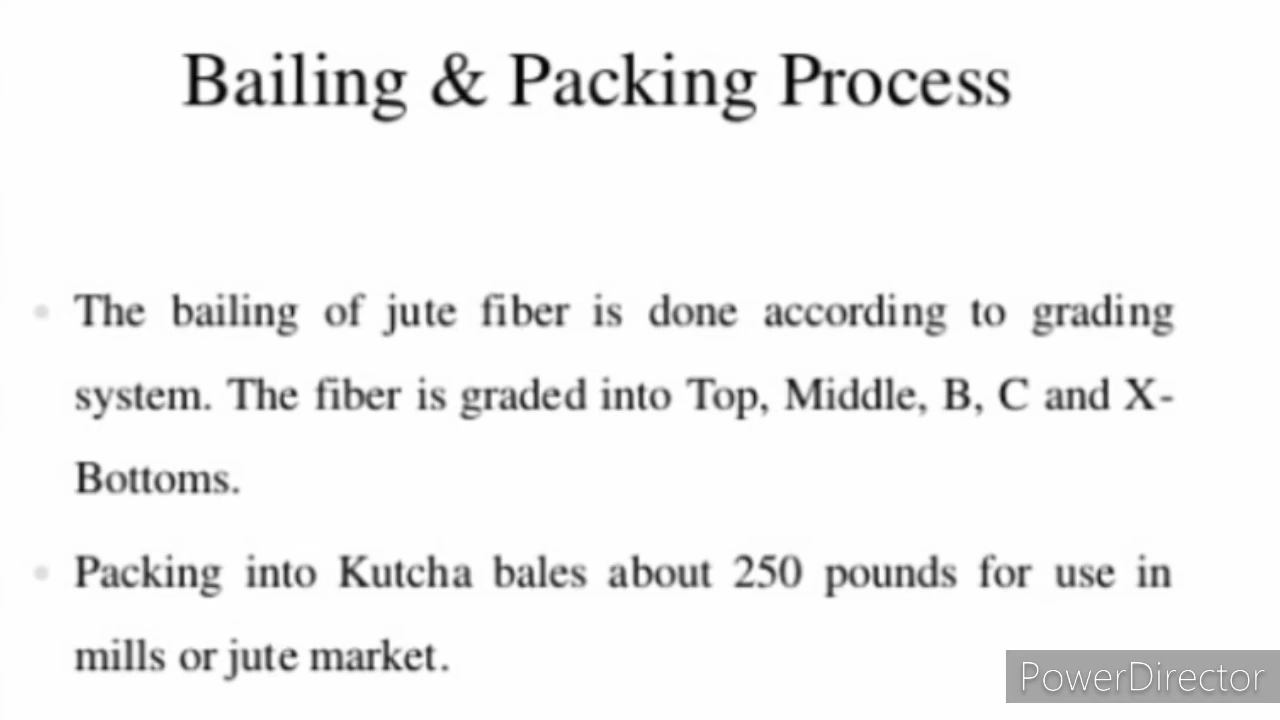 Bailing & Packing Process
The bailing of jute fiber is done according to grading
system. The fiber is graded into Top, Middle, B, C and X-
Bottoms.
Packing into Kutcha bales about 250 pounds for use in
mills or jute market.
PowerDirector